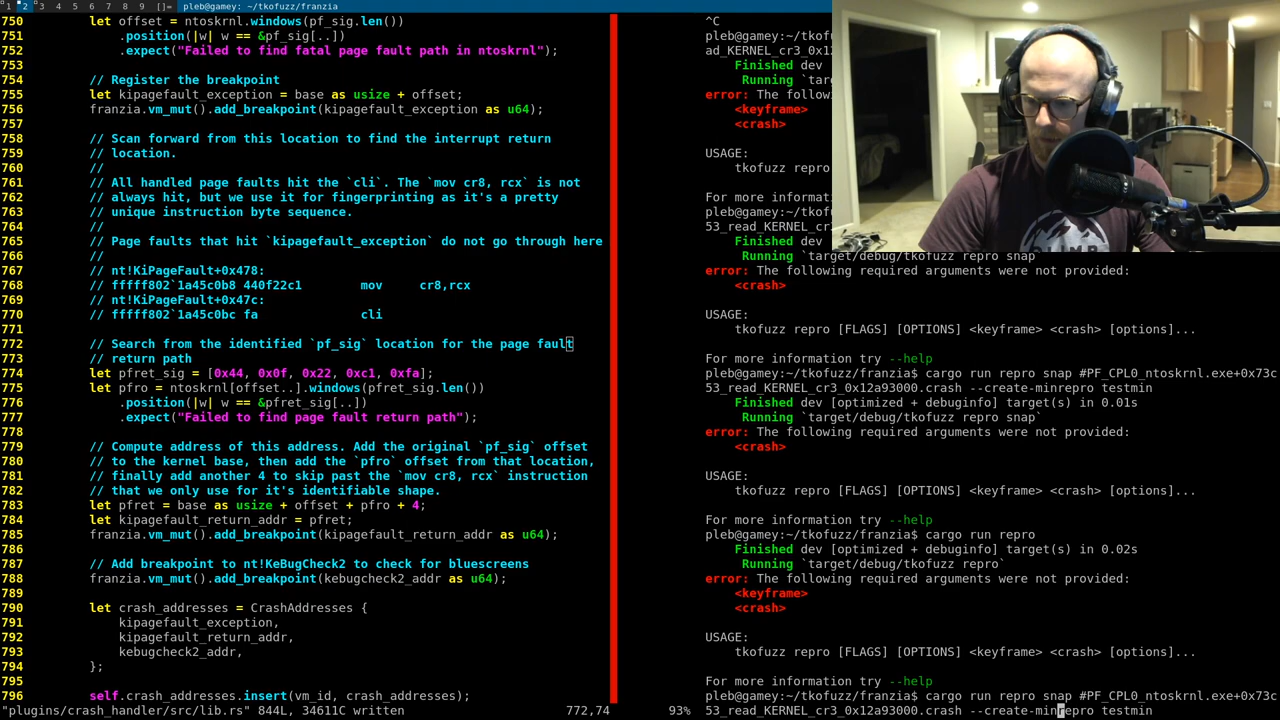 1 2 3 4 5 6 7 8 9 []= pleb@gamey: ~/tkofuzz/franzia
750 let offset = ntoskrnl.windows(pf_sig.len())
751 .position(|w| w == &pf_sig[..])
752 .expect("Failed to find fatal page fault path in ntoskrnl");
753
754 // Register the breakpoint
755 let kipagefault_exception = base as usize + offset;
756 franzia.vm_mut().add_breakpoint(kipagefault_exception as u64);
757
758 // Scan forward from this location to find the interrupt return
759 // location.
760 //
761 // All handled page faults hit the `cli`. The `mov cr8, rcx` is not
762 // always hit, but we use it for fingerprinting as it's a pretty
763 // unique instruction byte sequence.
764 //
765 // Page faults that hit `kipagefault_exception` do not go through here
766 //
767 // nt!KiPageFault+0x478:
768 // fffff802`1a45c0b8 440f22c1 mov cr8,rcx
769 // nt!KiPageFault+0x47c:
770 // fffff802`1a45c0bc fa cli
771
772 // Search from the identified `pf_sig` location for the page fault
773 // return path
774 let pfret_sig = [0x44, 0x0f, 0x22, 0xc1, 0xfa];
775 let pfro = ntoskrnl[offset..].windows(pfret_sig.len())
776 .position(|w| w == &pfret_sig[..])
777 .expect("Failed to find page fault return path");
778
779 // Compute address of this address. Add the original `pf_sig` offset
780 // to the kernel base, then add the `pfro` offset from that location,
781 // finally add another 4 to skip past the `mov cr8, rcx` instruction
782 // that we only use for it's identifiable shape.
783 let pfret = base as usize + offset + pfro + 4;
784 let kipagefault_return_addr = pfret;
785 franzia.vm_mut().add_breakpoint(kipagefault_return_addr as u64);
786
787 // Add breakpoint to nt!KeBugCheck2 to check for bluescreens
788 franzia.vm_mut().add_breakpoint(kebugcheck2_addr as u64);
789
790 let crash_addresses = CrashAddresses {
791 kipagefault_exception,
792 kipagefault_return_addr,
793 kebugcheck2_addr,
794 };
795
796 self.crash_addresses.insert(vm_id, crash_addresses);
"plugins/crash_handler/src/lib.rs" 844L, 34611C written 772,74 93%
^C
pleb@gamey:~/tkofu
ad_KERNEL_cr3_0x12
Finished dev
Running `targ
error: The follow
<keyframe>
<crash>

USAGE:
tkofuzz repro

For more informat
pleb@gamey:~/tkofu
53_read_KERNEL_cr3
Finished dev
Running `target/debug/tkofuzz repro snap`
error: The following required arguments were not provided:
<crash>

USAGE:
tkofuzz repro [FLAGS] [OPTIONS] <keyframe> <crash> [options]...

For more information try --help
pleb@gamey:~/tkofuzz/franzia$ cargo run repro snap #PF_CPL0_ntoskrnl.exe+0x73c
53_read_KERNEL_cr3_0x12a93000.crash --create-minrepro testmin
Finished dev [optimized + debuginfo] target(s) in 0.01s
Running `target/debug/tkofuzz repro snap`
error: The following required arguments were not provided:
<crash>

USAGE:
tkofuzz repro [FLAGS] [OPTIONS] <keyframe> <crash> [options]...

For more information try --help
pleb@gamey:~/tkofuzz/franzia$ cargo run repro
Finished dev [optimized + debuginfo] target(s) in 0.02s
Running `target/debug/tkofuzz repro`
error: The following required arguments were not provided:
<keyframe>
<crash>

USAGE:
tkofuzz repro [FLAGS] [OPTIONS] <keyframe> <crash> [options]...

For more information try --help
pleb@gamey:~/tkofuzz/franzia$ cargo run repro snap #PF_CPL0_ntoskrnl.exe+0x73c
53_read_KERNEL_cr3_0x12a93000.crash --create-minrepro testmin